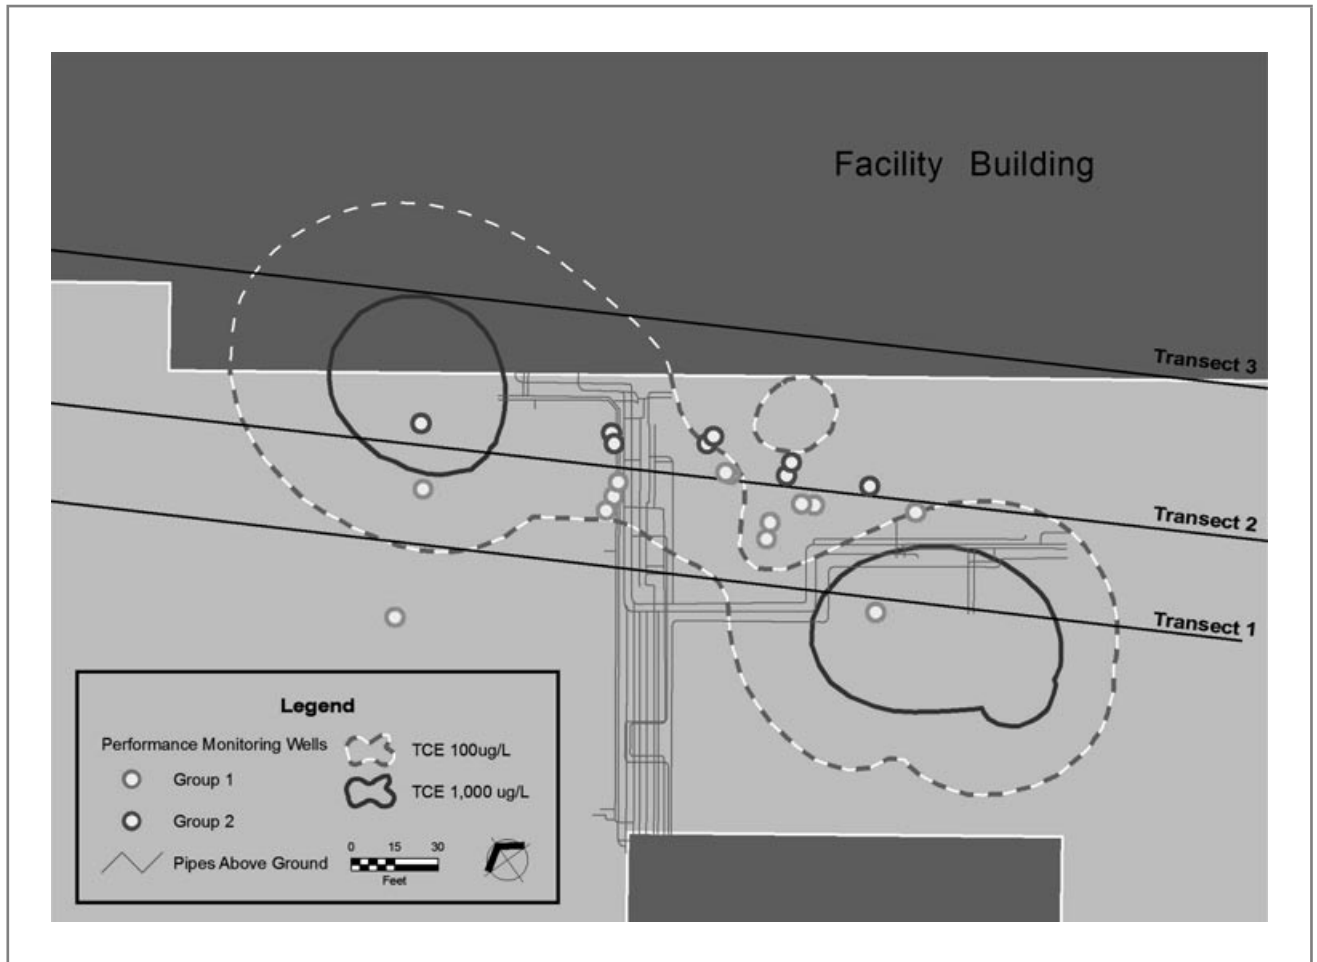 Facility Building
Transect 3
Transect 2
Transect 1
Legend
Performance Monitoring Wells
Group 1
Group 2
Pipes Above Ground
TCE 100ug/L
TCE 1,000 ug/L
0 15 30
Feet